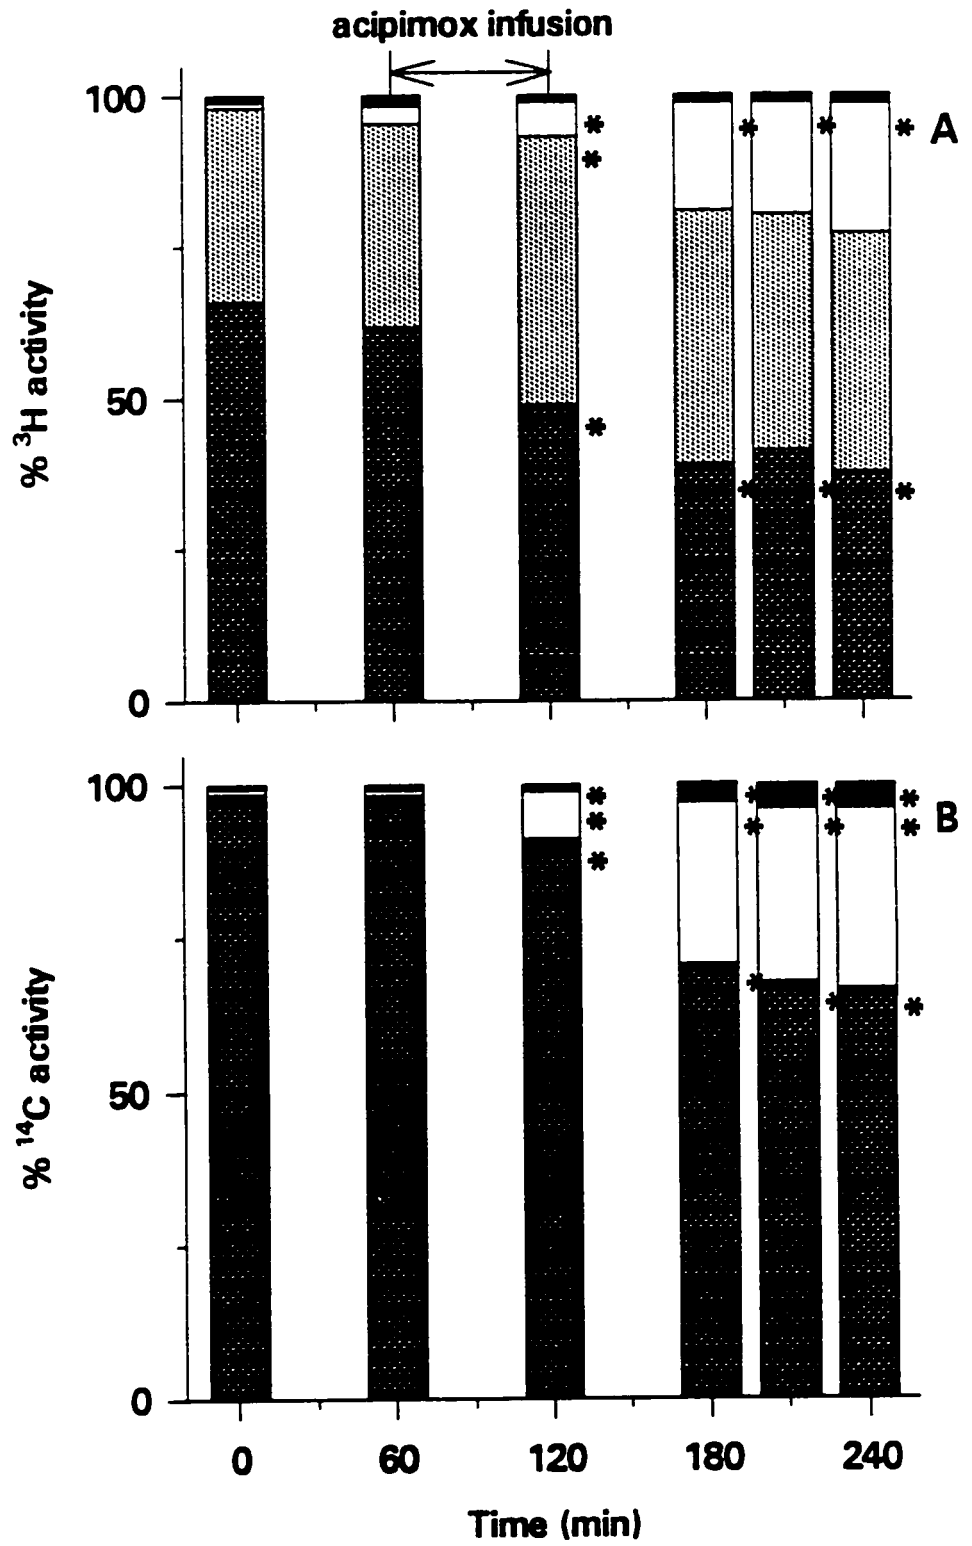 acipimox infusion
100
50
0
% ³H activity
* * * * * *
* *
* * * *
A
100
50
0
% ¹⁴C activity
* * * *
* * * *
* * * *
B
0 60 120 180 240
Time (min)